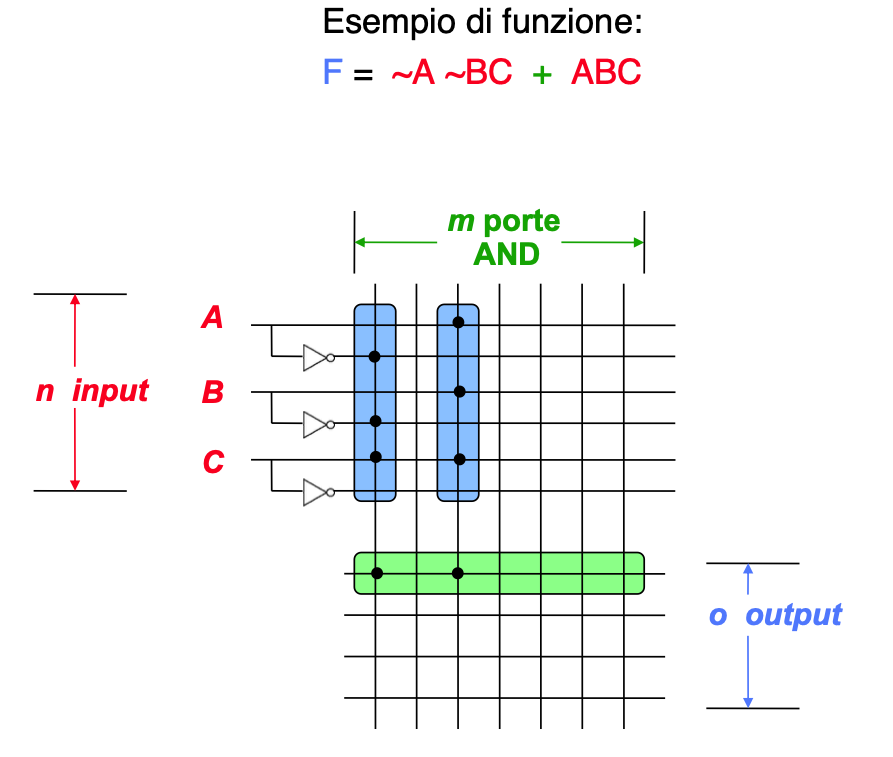 Esempio di funzione:
F = ~A ~BC + ABC
m porte
AND
A
n input
B
C
o output